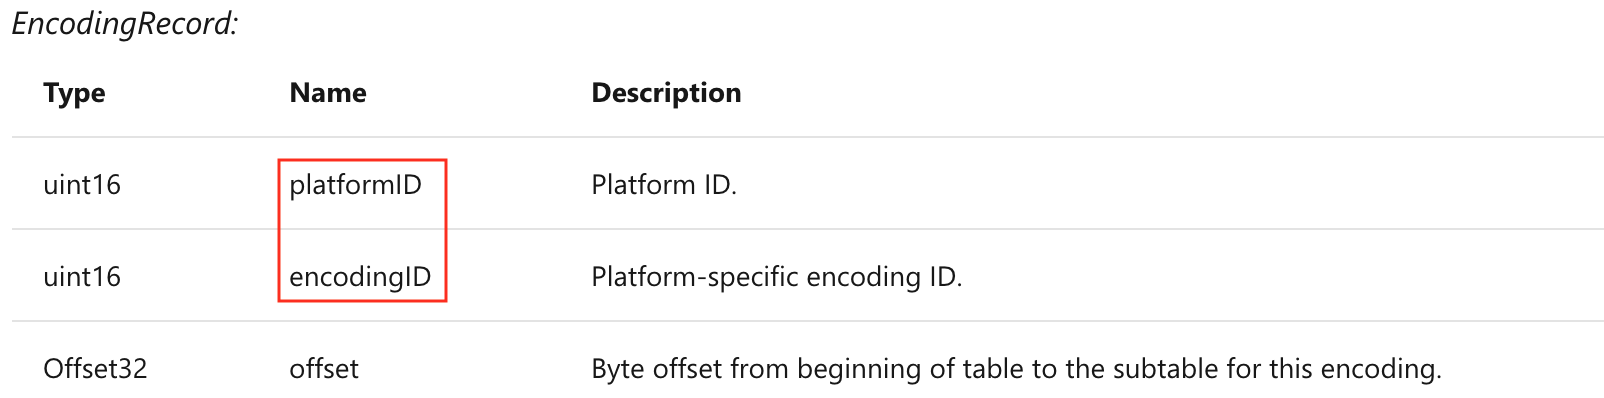 EncodingRecord:
Type Name Description
uint16 platformID Platform ID.
uint16 encodingID Platform-specific encoding ID.
Offset32 offset Byte offset from beginning of table to the subtable for this encoding.